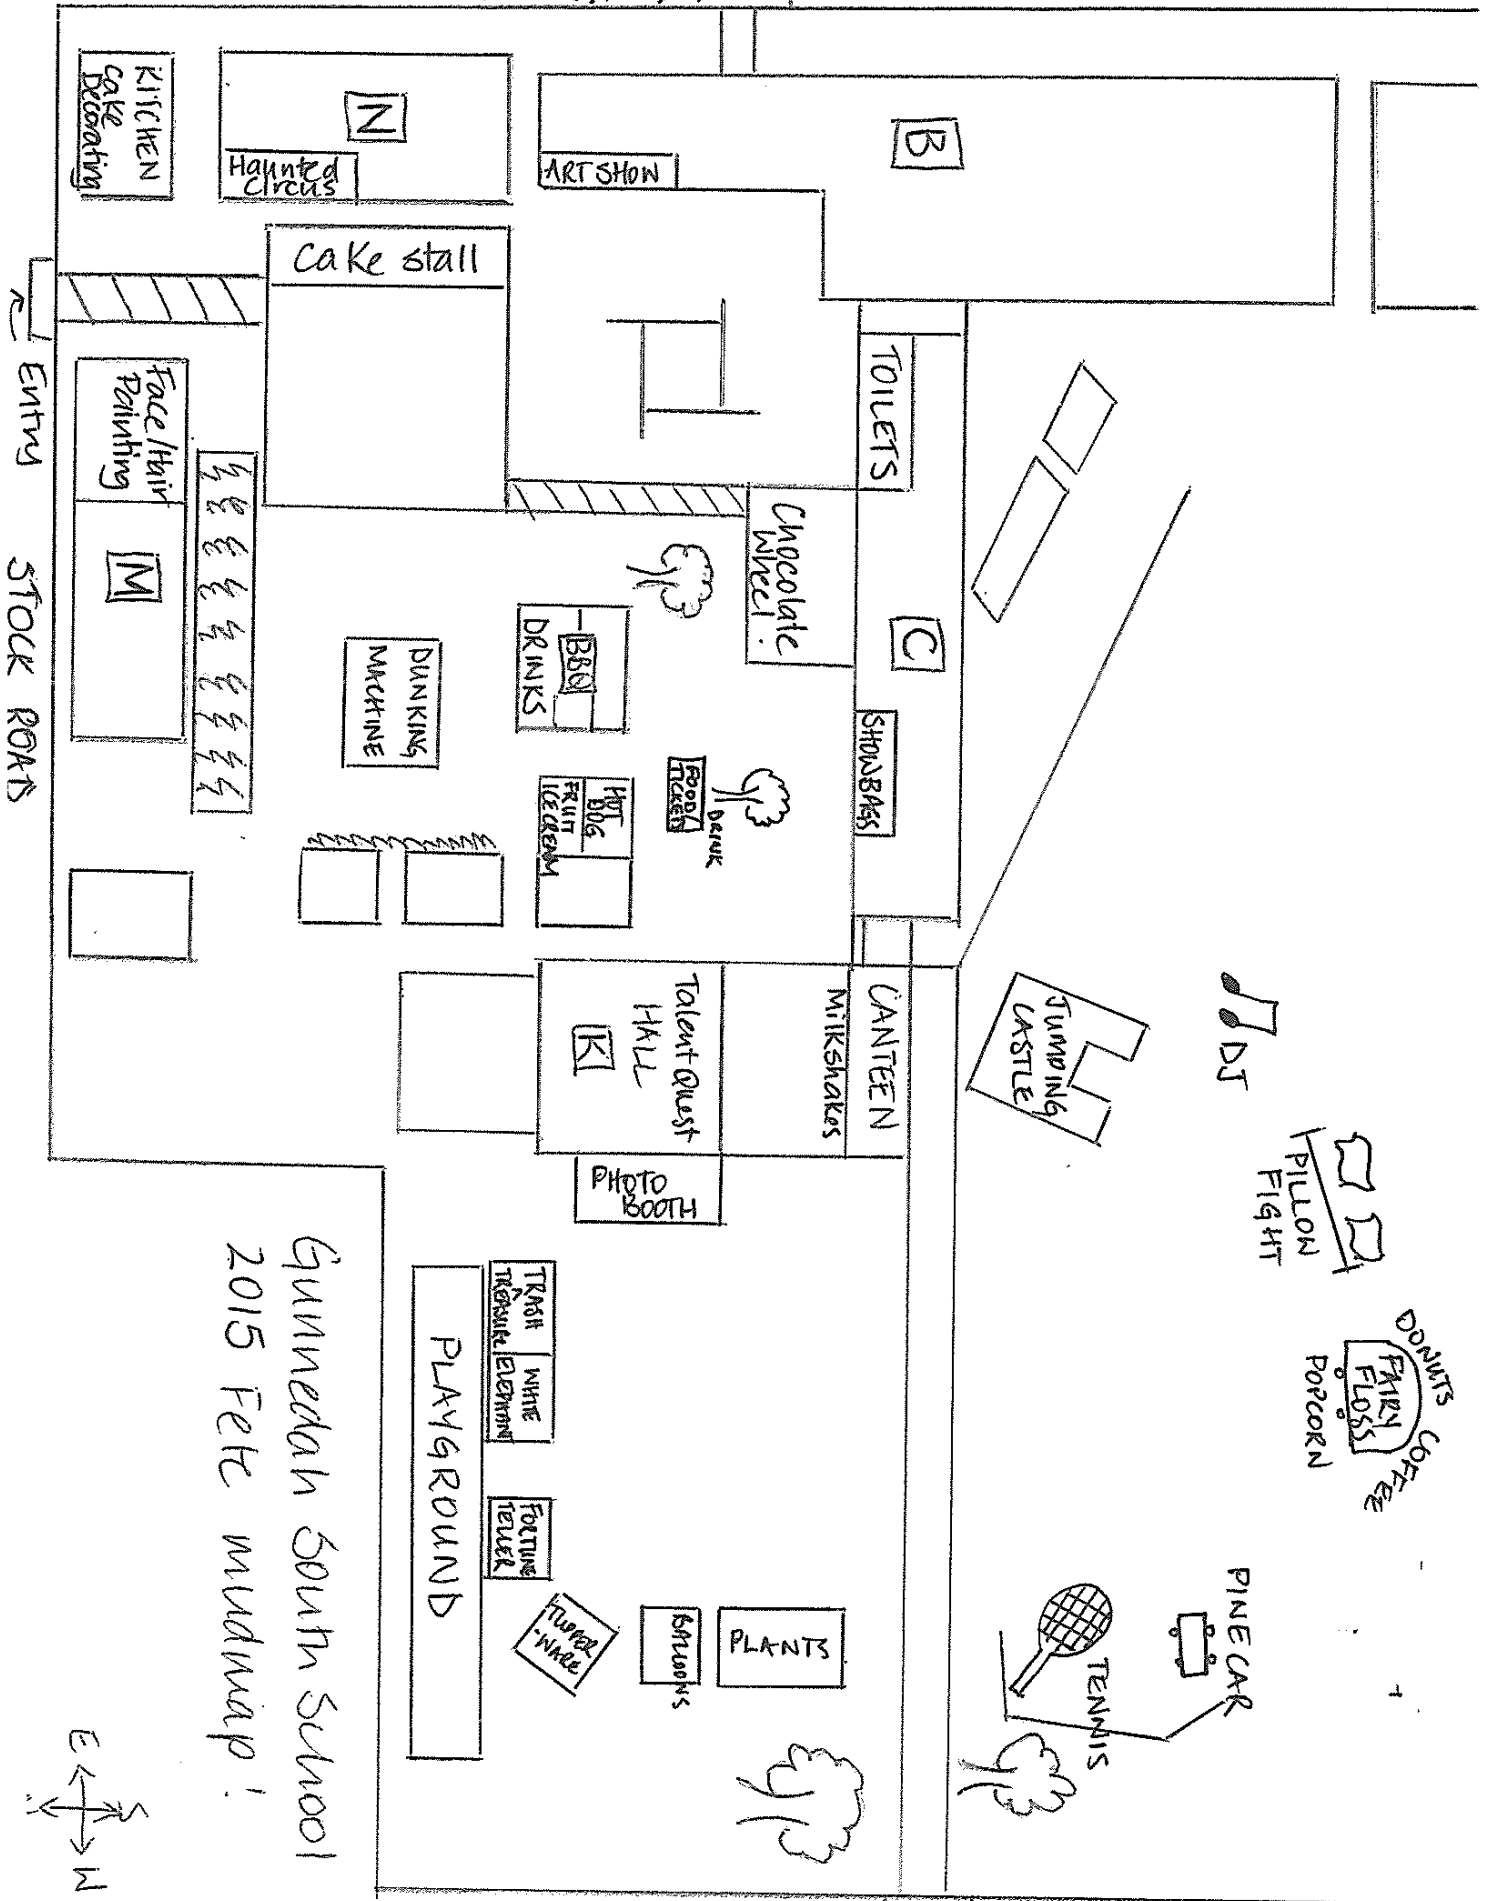 KITCHEN
Cake
Decorating
N
Haunted
Circus
B
ART SHOW
Cake stall
Entry
STOCK ROAD
Face/Hair
Painting
M
TOILETS
Chocolate
Wheel!
C
SHOWBAGS
BBQ
DRINKS
DUNKING
MACHINE
FOOD/
TICKETS
DRINK
HOT
DOG
FRUIT
ICE CREAM
Talent Quest
HALL
K
CANTEEN
Milkshakes
PHOTO
BOOTH
JUMPING
CASTLE
DJ
PILLOW
FIGHT
DONUTS
COFFEE
FAIRY
FLOSS
POPCORN
TRASH
^
TREASURE
WHITE
ELEPHANT
FORTUNE
TELLER
PLAYGROUND
TUPPER
-WARE
BALLOONS
PLANTS
PINE CAR
TENNIS
Gunnedah South School
2015 Fete mudmap!
S
E W